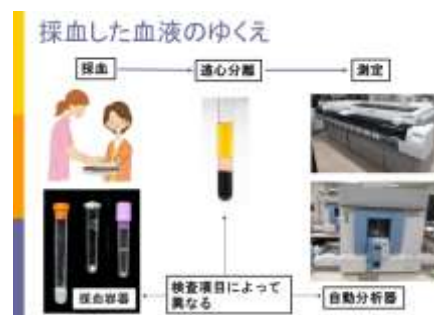 採血した血液のゆくえ
採血
遠心分離
測定
採血容器
検査項目によって
異なる
自動分析器